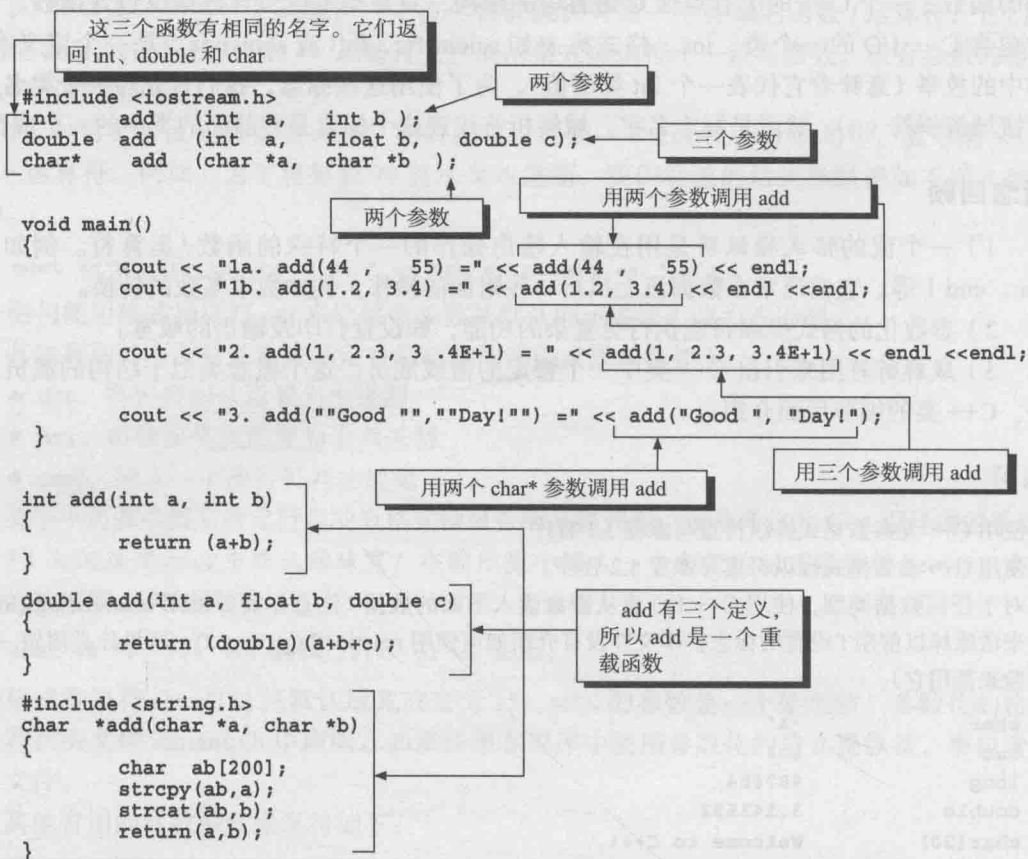 这三个函数有相同的名字。它们返
回 int、double 和 char
两个参数
#include <iostream.h>
int add (int a, int b );
double add (int a, float b, double c);
三个参数
char* add (char *a, char *b );
用两个参数调用 add
两个参数
void main()
{
cout << "1a. add(44 , 55) =" << add(44 , 55) << endl;
cout << "1b. add(1.2, 3.4) =" << add(1.2, 3.4) <<endl <<endl;
cout << "2. add(1, 2.3, 3 .4E+1) = " << add(1, 2.3, 3.4E+1) << endl <<endl;
cout << "3. add(""Good "",""Day!"") =" << add("Good ","Day!");
}
用两个 char* 参数调用 add
用三个参数调用 add
int add(int a, int b)
{
return (a+b);
}
double add(int a, float b, double c)
{
return (double)(a+b+c);
}
add 有三个定义，
所以 add 是一个重
载函数
#include <string.h>
char *add(char *a, char *b)
{
char ab[200];
strcpy(ab,a);
strcat(ab,b);
return(a,b);
}